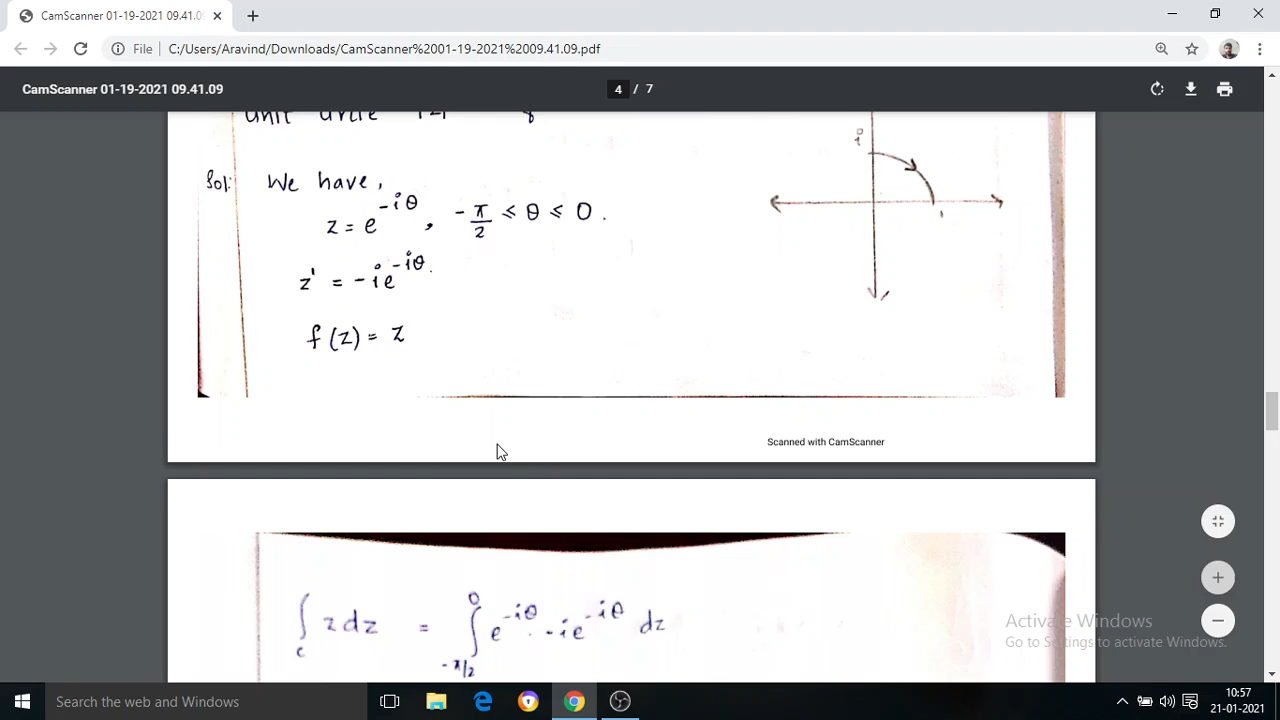 CamScanner 01-19-2021 09.41.0
File C:/Users/Aravind/Downloads/CamScanner%2001-19-2021%2009.41.09.pdf
CamScanner 01-19-2021 09.41.09
4 / 7
i
Sol: We have,
z = e^{-iθ}, -π/2 ≤ θ ≤ 0.
z' = -ie^{-iθ}.
f(z) = z
Scanned with CamScanner
∫_c z dz = ∫_{-π/2}^{0} e^{-iθ} . -ie^{-iθ} dz
Activate Windows
Go to Settings to activate Windows.
Search the web and Windows
10:57
21-01-2021